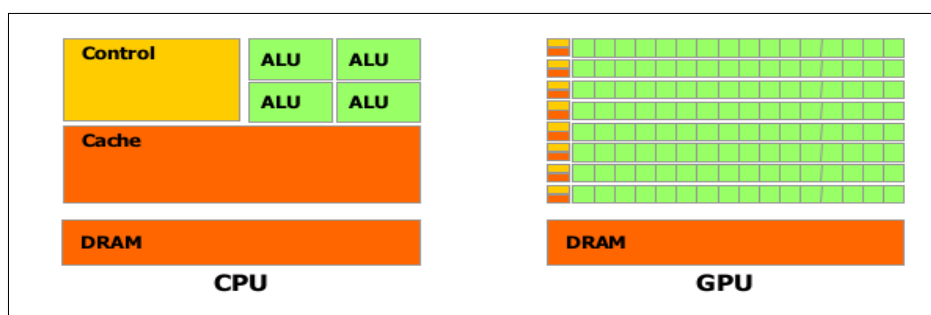 Control
ALU ALU
ALU ALU
Cache
DRAM
CPU
DRAM
GPU